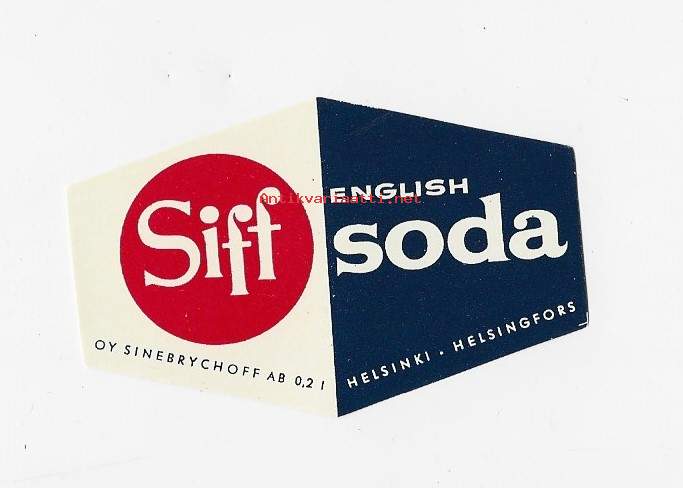 Siff
ENGLISH
antikvariaatti.net
soda
OY SINEBRYCHOFF AB 0,2 l
HELSINKI · HELSINGFORS